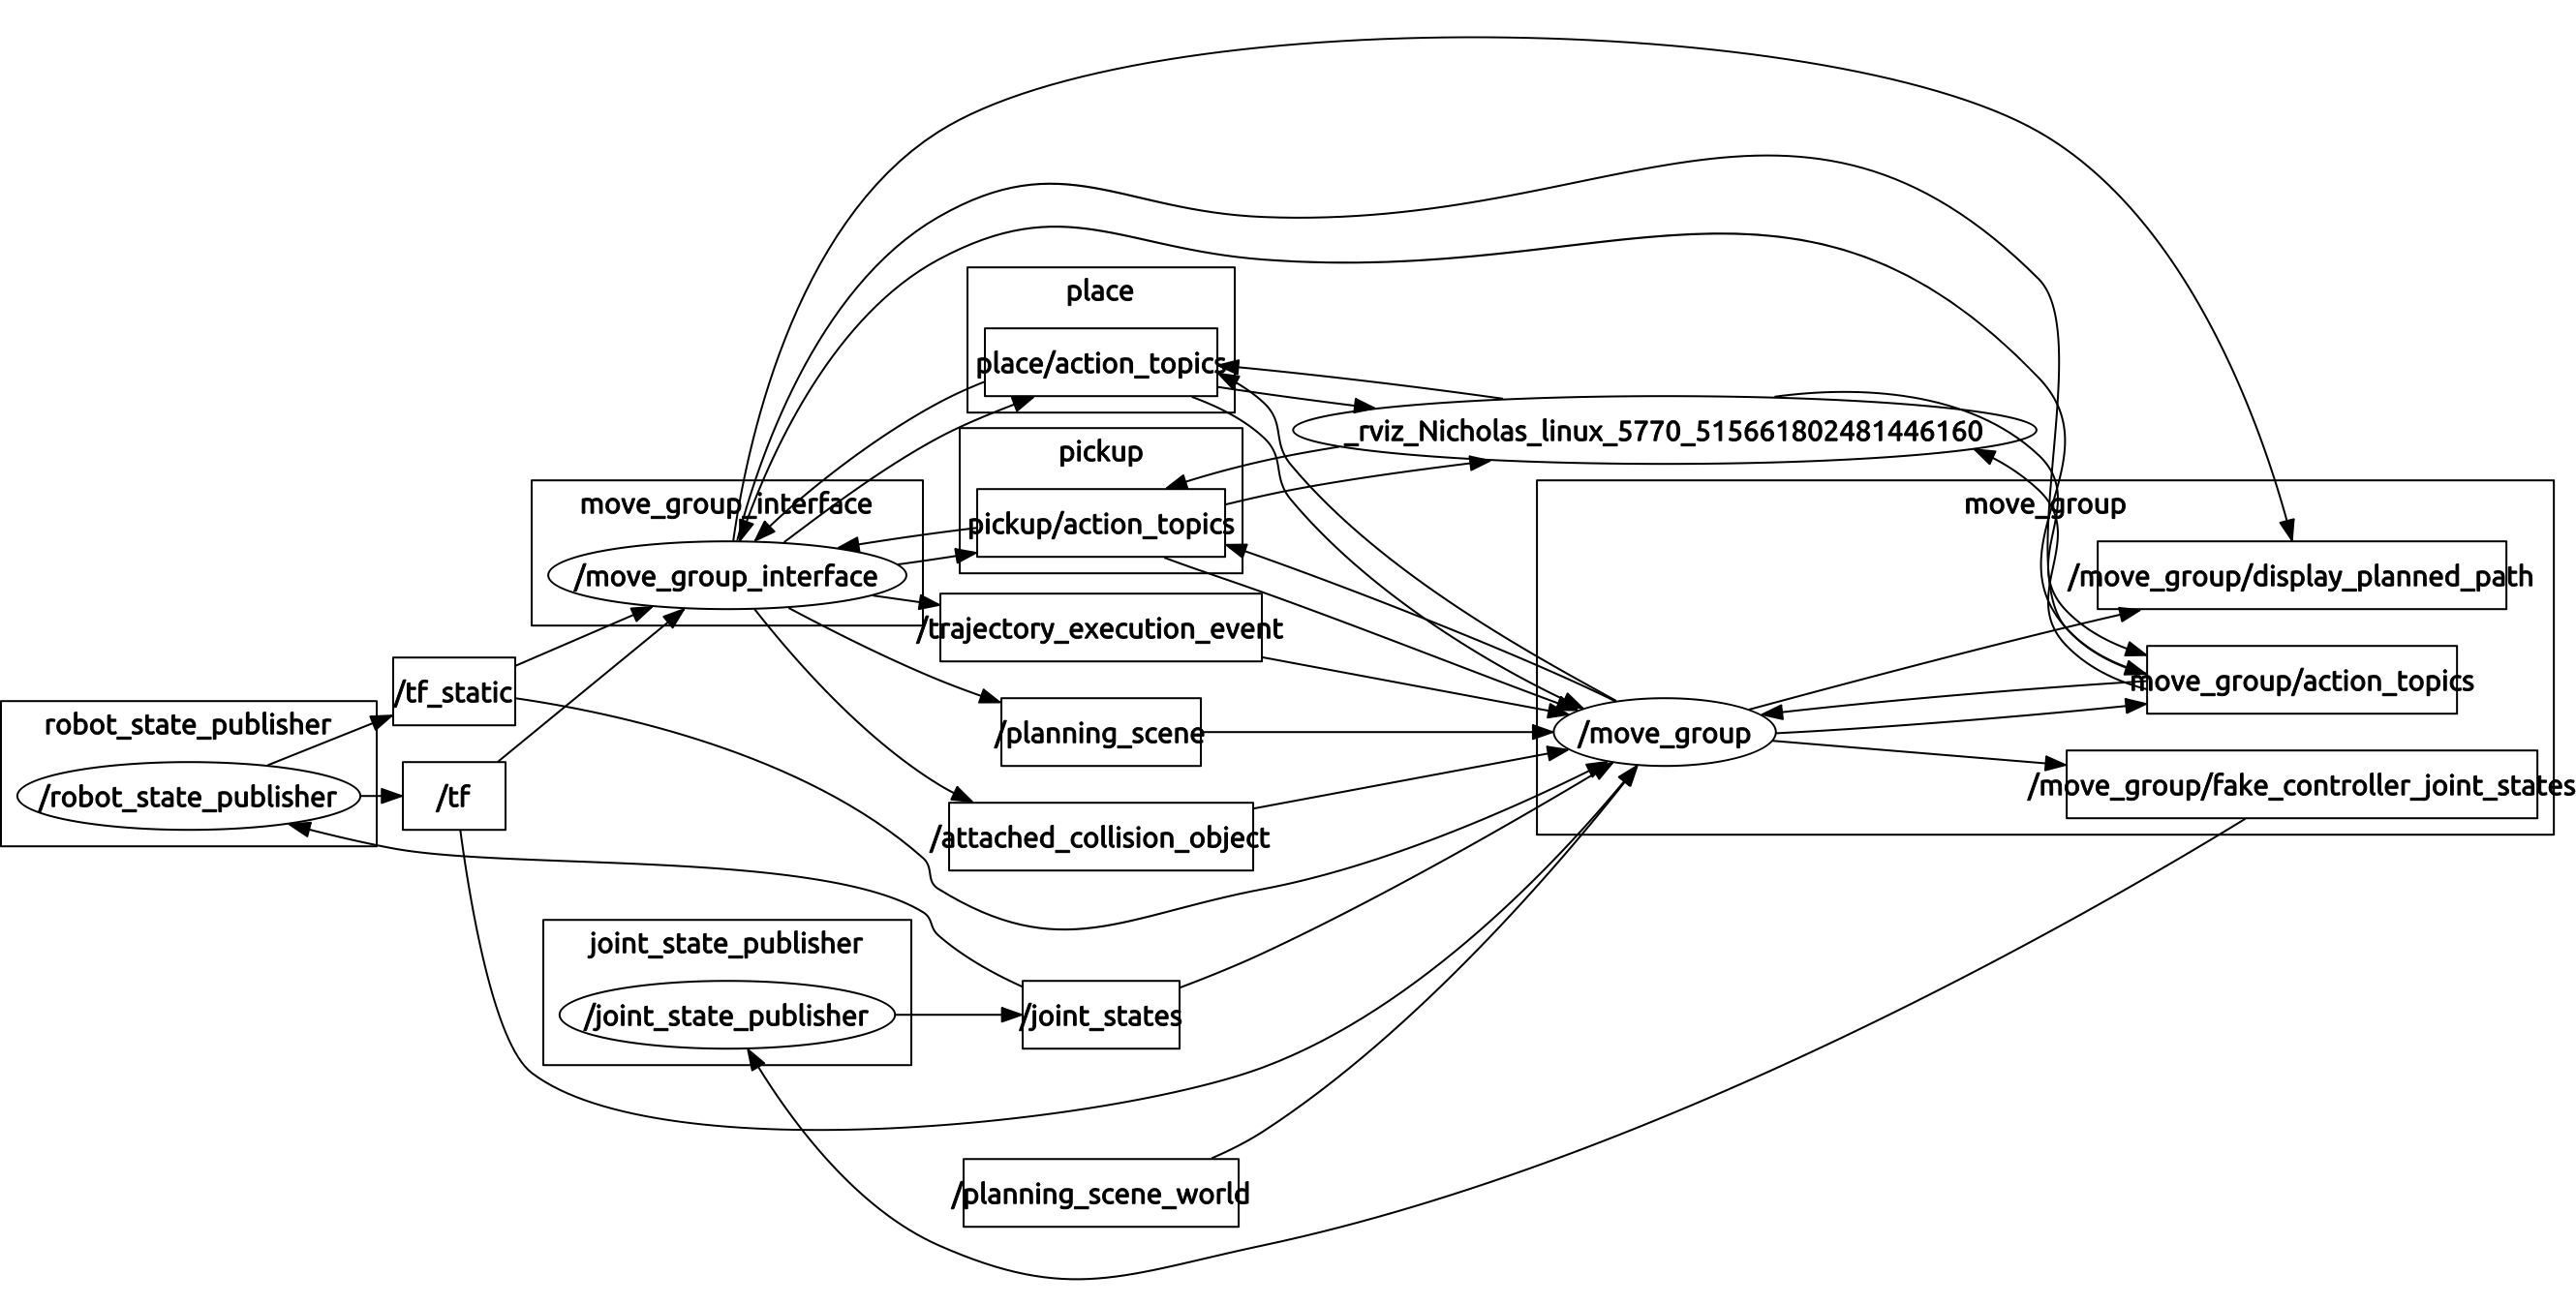 place
place/action_topics
_rviz_Nicholas_linux_5770_515661802481446160
pickup
pickup/action_topics
move_group_interface
/move_group_interface
move_group
/move_group/display_planned_path
/trajectory_execution_event
/tf_static
move_group/action_topics
robot_state_publisher
/robot_state_publisher
/tf
/planning_scene
/move_group
/move_group/fake_controller_joint_states
/attached_collision_object
joint_state_publisher
/joint_state_publisher
/joint_states
/planning_scene_world